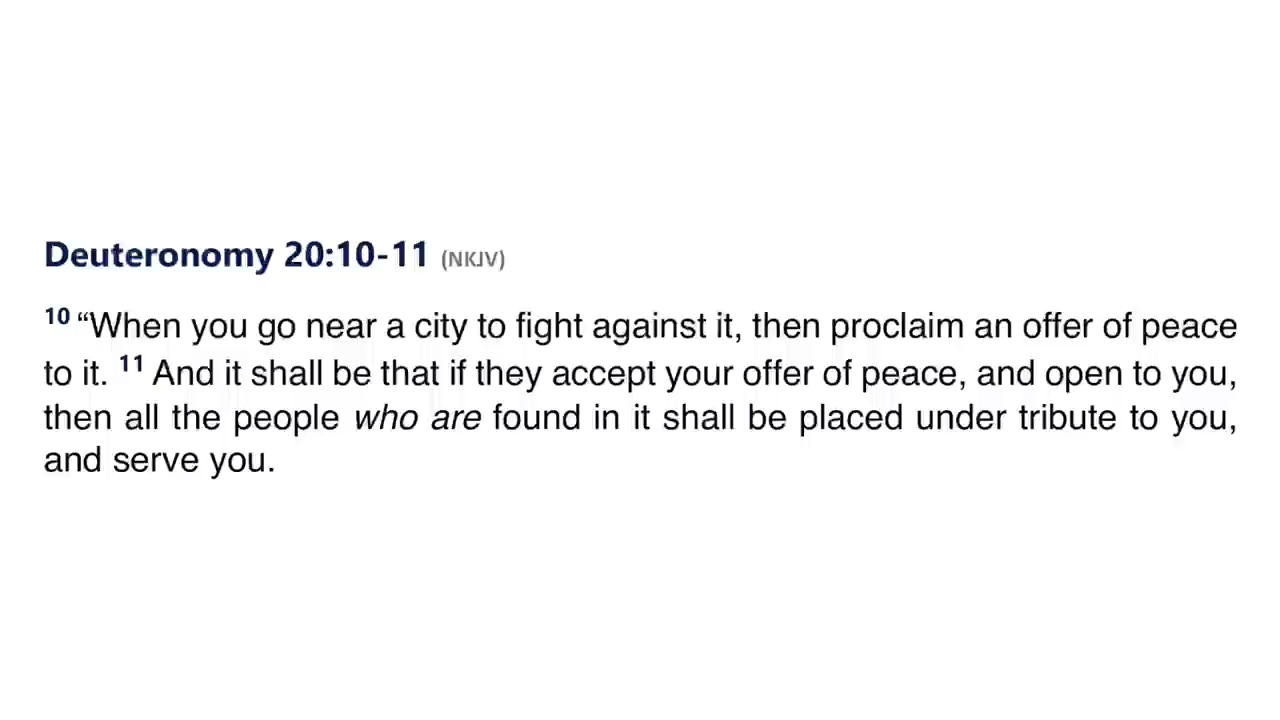 Deuteronomy 20:10-11 (NKJV)
10 “When you go near a city to fight against it, then proclaim an offer of peace
to it. 11 And it shall be that if they accept your offer of peace, and open to you,
then all the people who are found in it shall be placed under tribute to you,
and serve you.